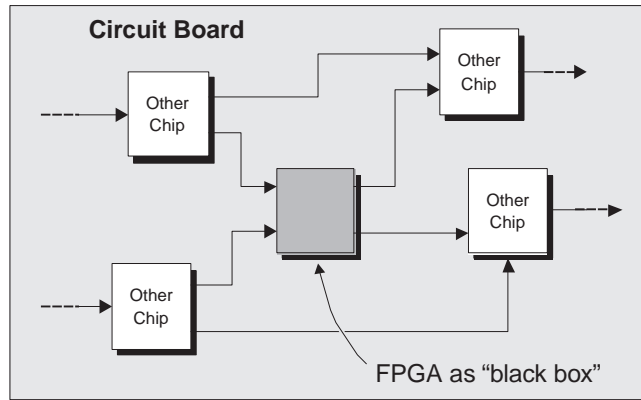 Circuit Board
Other
Chip
Other
Chip
Other
Chip
Other
Chip
FPGA as “black box”